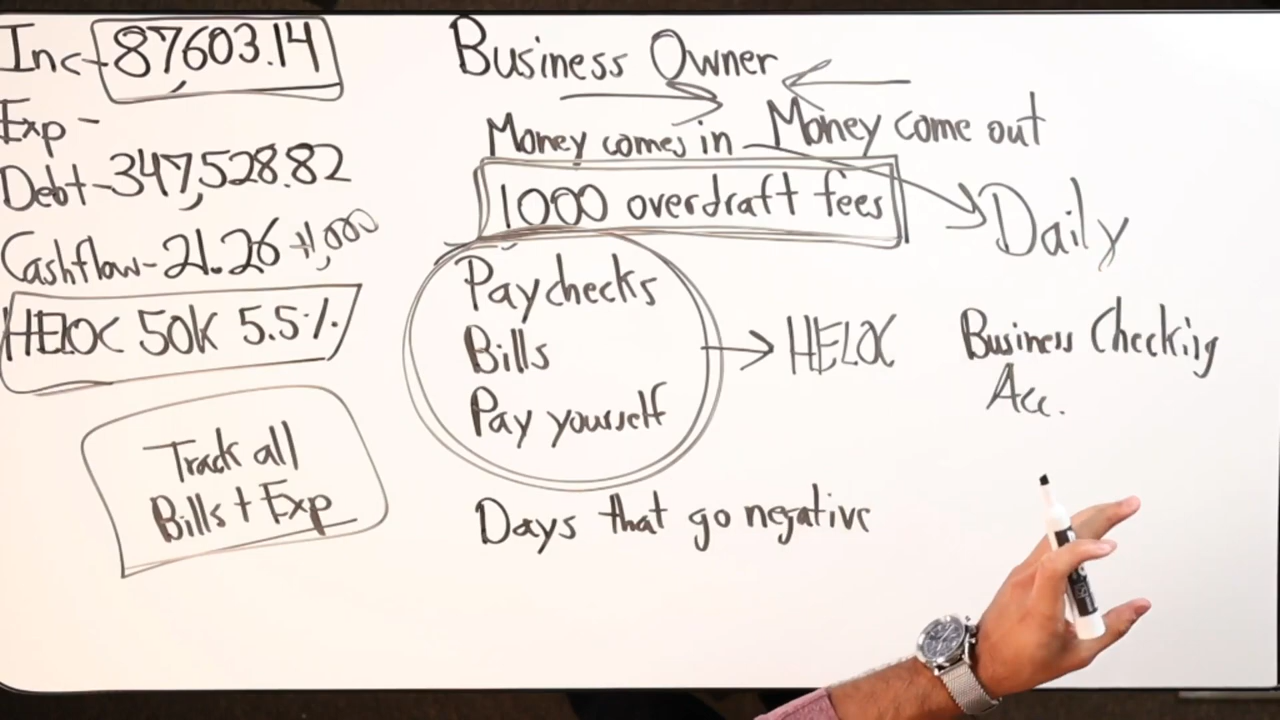 Inc-87603.14
Exp -
Debt-347,528.82
Cashflow-21.26 +1,000
HELOC 50K 5.5%
Track all
Bills + Exp
Business Owner
Money comes in - Money come out
1000 overdraft fees
Daily
Paychecks
Bills
Pay yourself
HELOC
Business Checking
Acc.
Days that go negative